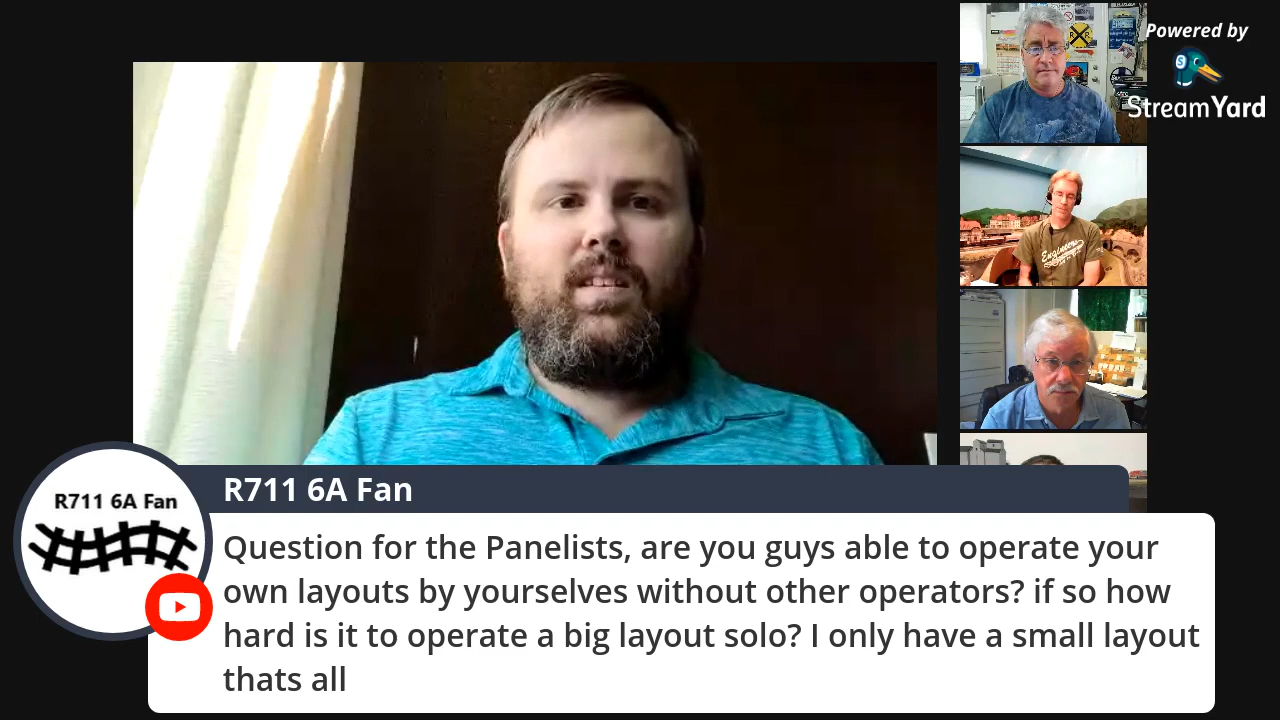 Powered by
StreamYard
Engineers
R711 6A Fan
R711 6A Fan
Question for the Panelists, are you guys able to operate your
own layouts by yourselves without other operators? if so how
hard is it to operate a big layout solo? I only have a small layout
thats all